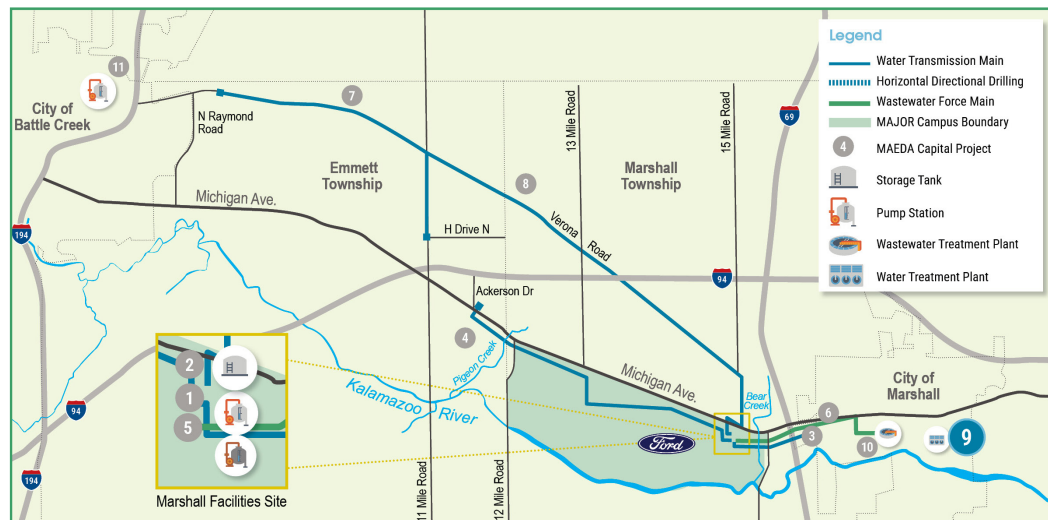 11
City of
Battle Creek
N Raymond
Road
7
Emmett
Township
Michigan Ave.
8
13 Mile Road
Marshall
Township
15 Mile Road
69
Verona
Road
H Drive N
194
94
Ackerson Dr
4
Pigeon Creek
Kalamazoo
River
Michigan Ave.
Bear
Creek
City of
Marshall
6
3
10
9
Ford
2
1
5
94
194
Marshall Facilities Site
11 Mile Road
12 Mile Road
Legend
Water Transmission Main
Horizontal Directional Drilling
Wastewater Force Main
MAJOR Campus Boundary
4
MAEDA Capital Project
Storage Tank
Pump Station
Wastewater Treatment Plant
Water Treatment Plant